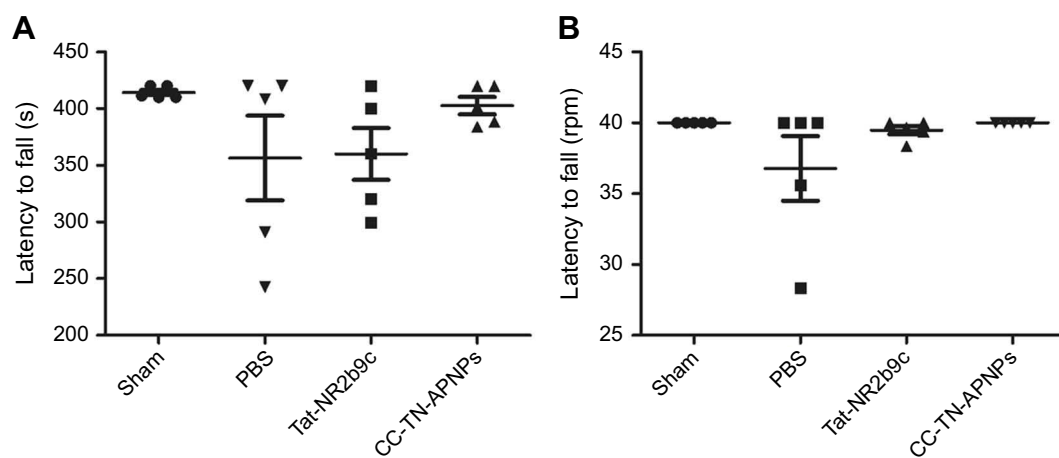 A
Latency to fall (s)
450
400
350
300
250
200
Sham
PBS
Tat-NR2b9c
CC-TN-APNPs
B
Latency to fall (rpm)
45
40
35
30
25
Sham
PBS
Tat-NR2b9c
CC-TN-APNPs